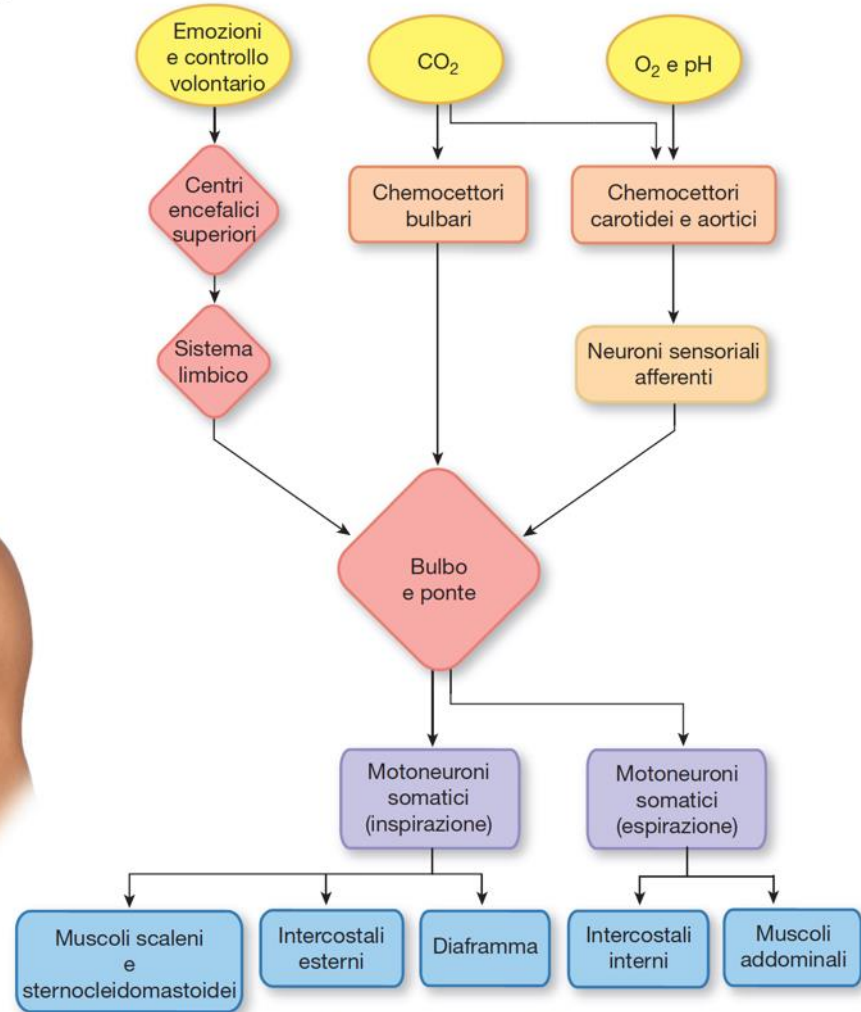 Emozioni
e controllo
volontario
CO₂
O₂ e pH
Centri
encefalici
superiori
Chemocettori
bulbari
Chemocettori
carotidei e aortici
Sistema
limbico
Neuroni sensoriali
afferenti
Bulbo
e ponte
Motoneuroni
somatici
(inspirazione)
Motoneuroni
somatici
(espirazione)
Muscoli scaleni
e
sternocleidomastoidei
Intercostali
esterni
Diaframma
Intercostali
interni
Muscoli
addominali